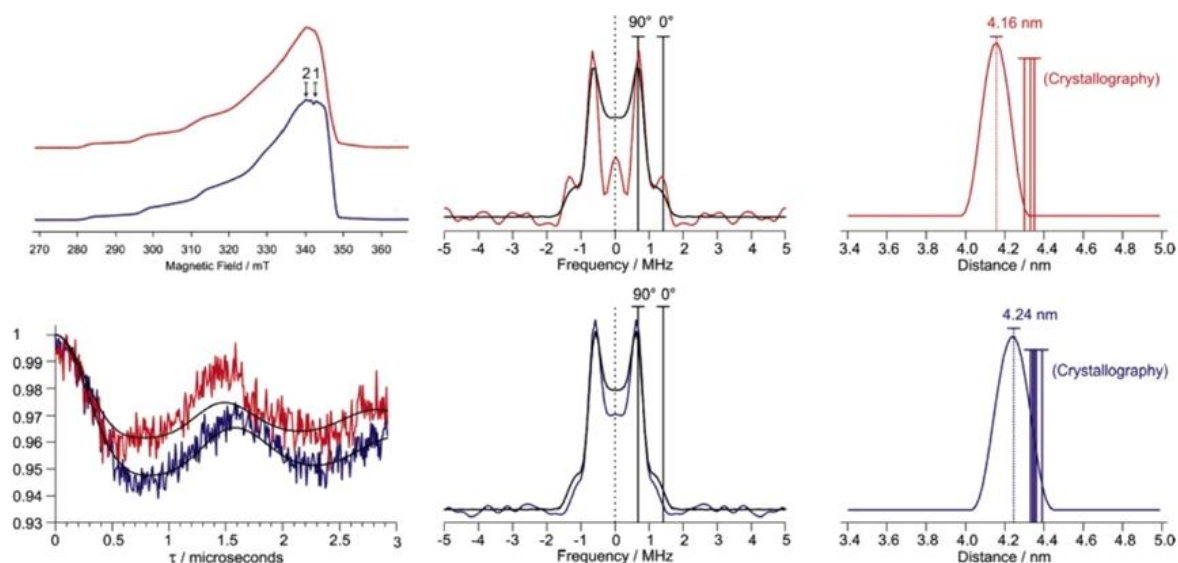 21
270 290 300 310 320 330 340 350 360
Magnetic Field / mT
90° 0°
-5 -4 -3 -2 -1 0 1 2 3 4 5
Frequency / MHz
4.16 nm
(Crystallography)
3.4 3.6 3.8 4.0 4.2 4.4 4.6 4.8 5.0
Distance / nm
1
0.99
0.98
0.97
0.96
0.95
0.94
0.93
0 0.5 1 1.5 2 2.5 3
τ / microseconds
90° 0°
-5 -4 -3 -2 -1 0 1 2 3 4 5
Frequency / MHz
4.24 nm
(Crystallography)
3.4 3.6 3.8 4.0 4.2 4.4 4.6 4.8 5.0
Distance / nm